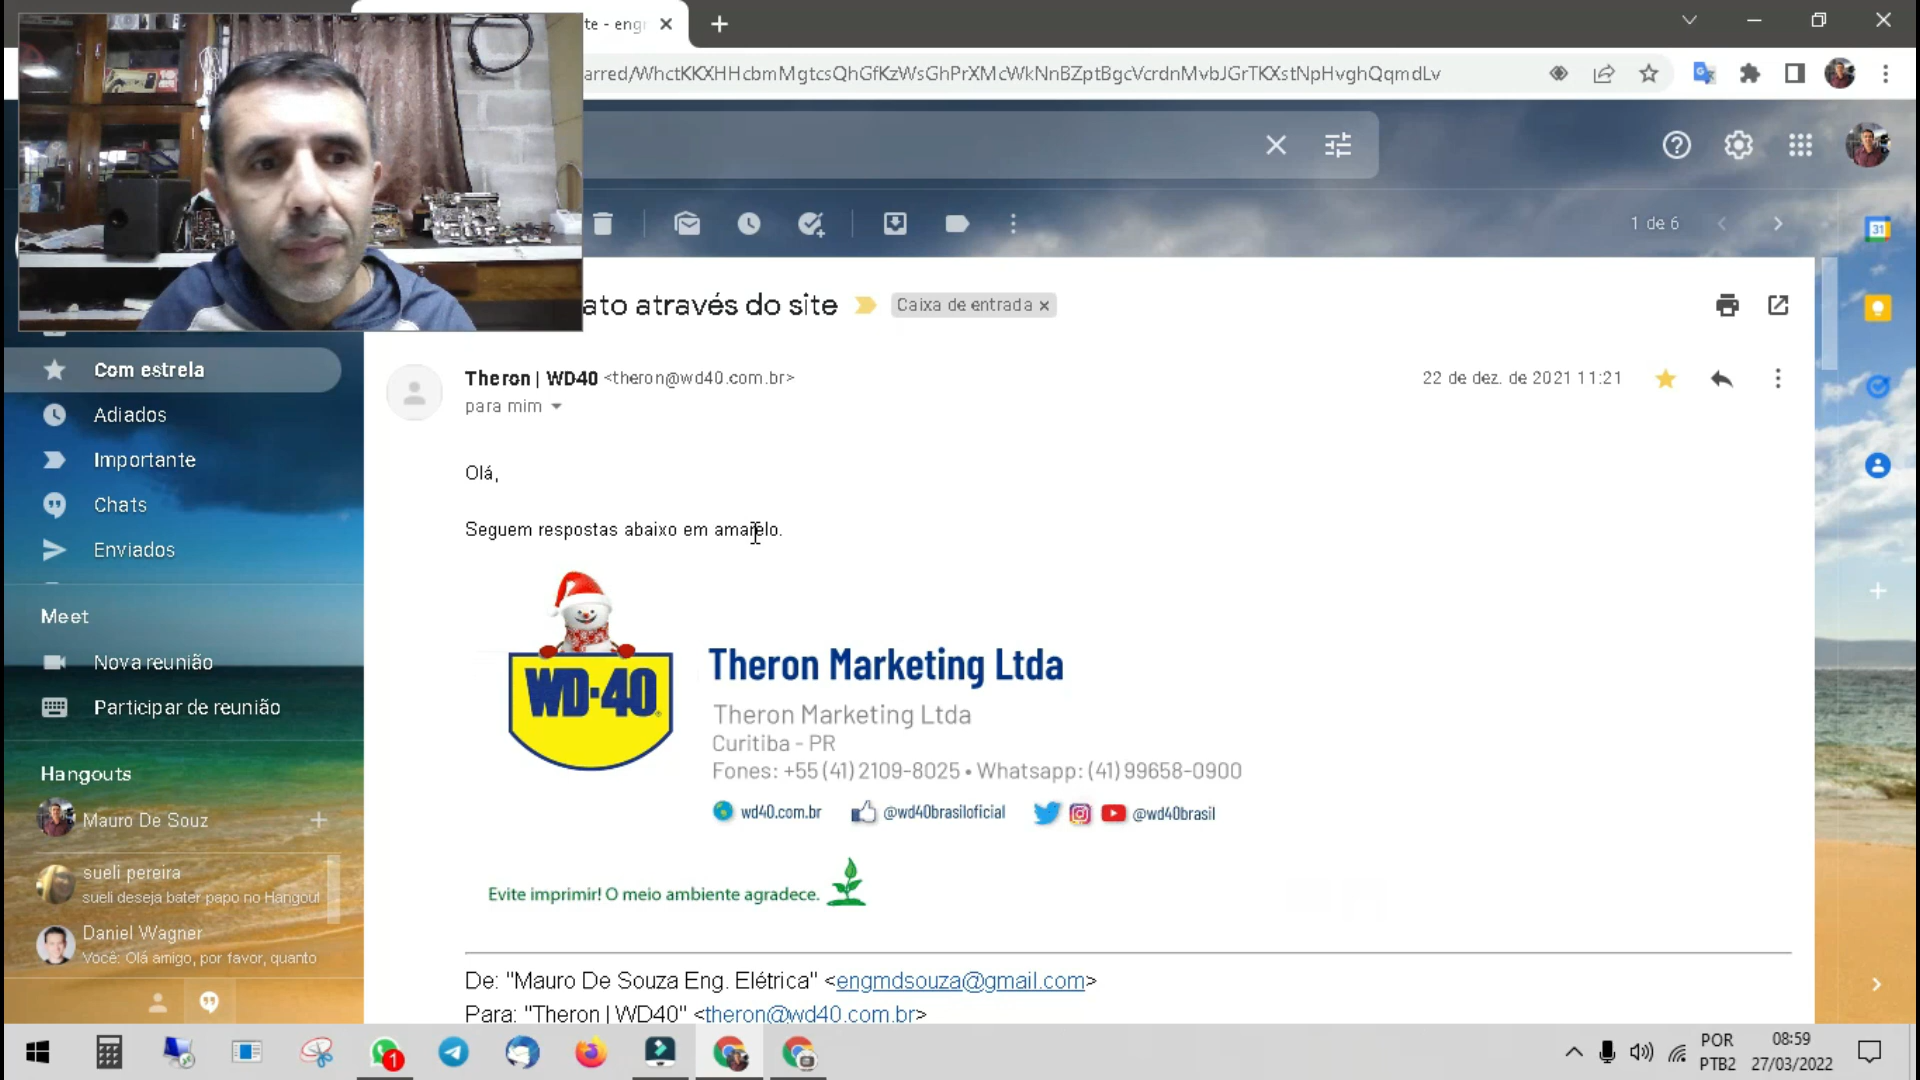 te - eng
arred/WhctKKXHHcbmMgtcsQhGfKzWsGhPrXMcWkNnBZptBgcVcrdnMvbJGrTKXstNpHvghQqmdLv
1 de 6
31
ato através do site
Caixa de entrada ×
Com estrela
Adiados
Importante
Chats
Enviados
Meet
Nova reunião
Participar de reunião
Hangouts
Mauro De Souz
sueli pereira
sueli deseja bater papo no Hangout
Daniel Wagner
Você: Olá amigo, por favor, quanto
Theron | WD40 <theron@wd40.com.br>
22 de dez. de 2021 11:21
para mim
Olá,
Seguem respostas abaixo em amarelo.
WD-40
Theron Marketing Ltda
Theron Marketing Ltda
Curitiba - PR
Fones: +55 (41) 2109-8025 • Whatsapp: (41) 99658-0900
wd40.com.br @wd40brasiloficial @wd40brasil
Evite imprimir! O meio ambiente agradece.
De: "Mauro De Souza Eng. Elétrica" <engmdsouza@gmail.com>
Para: "Theron | WD40" <theron@wd40.com.br>
1
POR
PTB2
08:59
27/03/2022